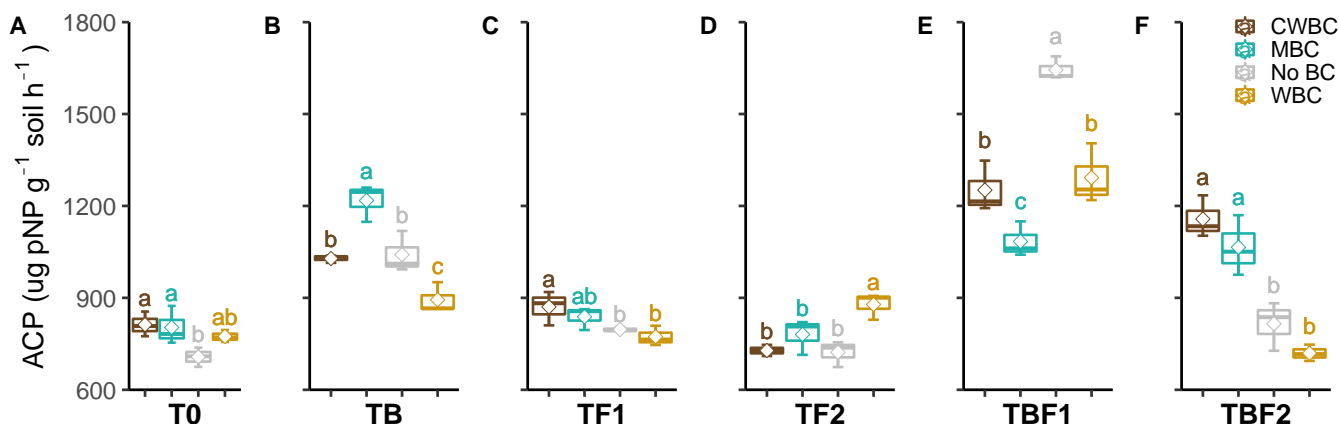 A
B
C
D
E
F
1800
1500
1200
900
600
ACP (ug pNP g⁻¹ soil h⁻¹)
a
a
b
ab
b
a
b
c
a
ab
b
b
b
b
b
a
b
c
a
b
a
a
b
b
CWBC
MBC
No BC
WBC
T0
TB
TF1
TF2
TBF1
TBF2